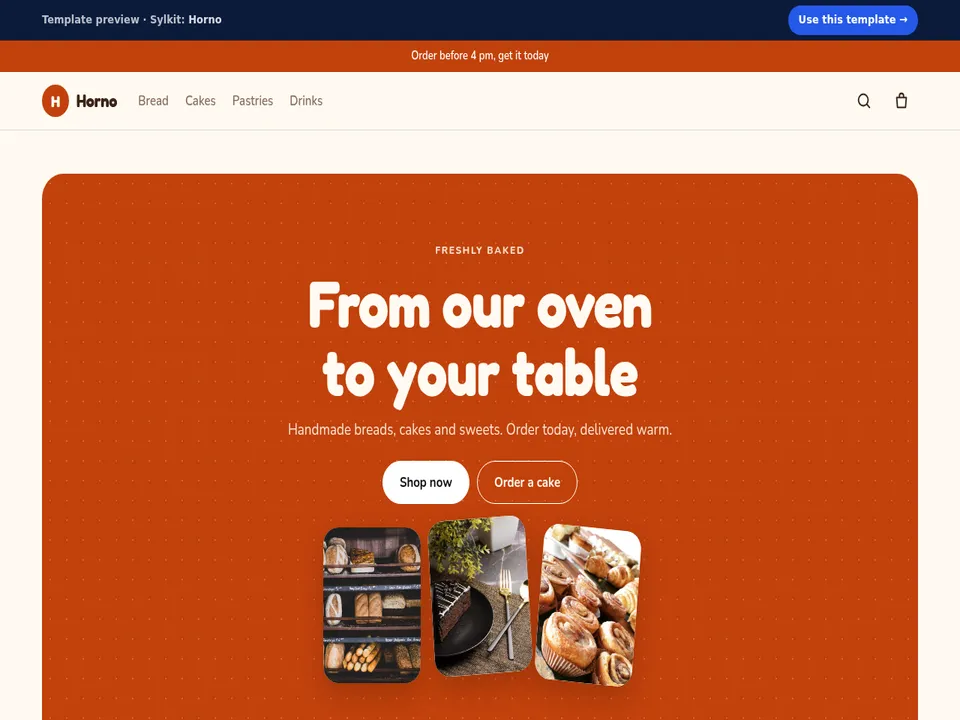 Template preview · Sylkit: Horno
Use this template →
Order before 4 pm, get it today
H
Horno
Bread
Cakes
Pastries
Drinks
FRESHLY BAKED
From our oven
to your table
Handmade breads, cakes and sweets. Order today, delivered warm.
Shop now
Order a cake